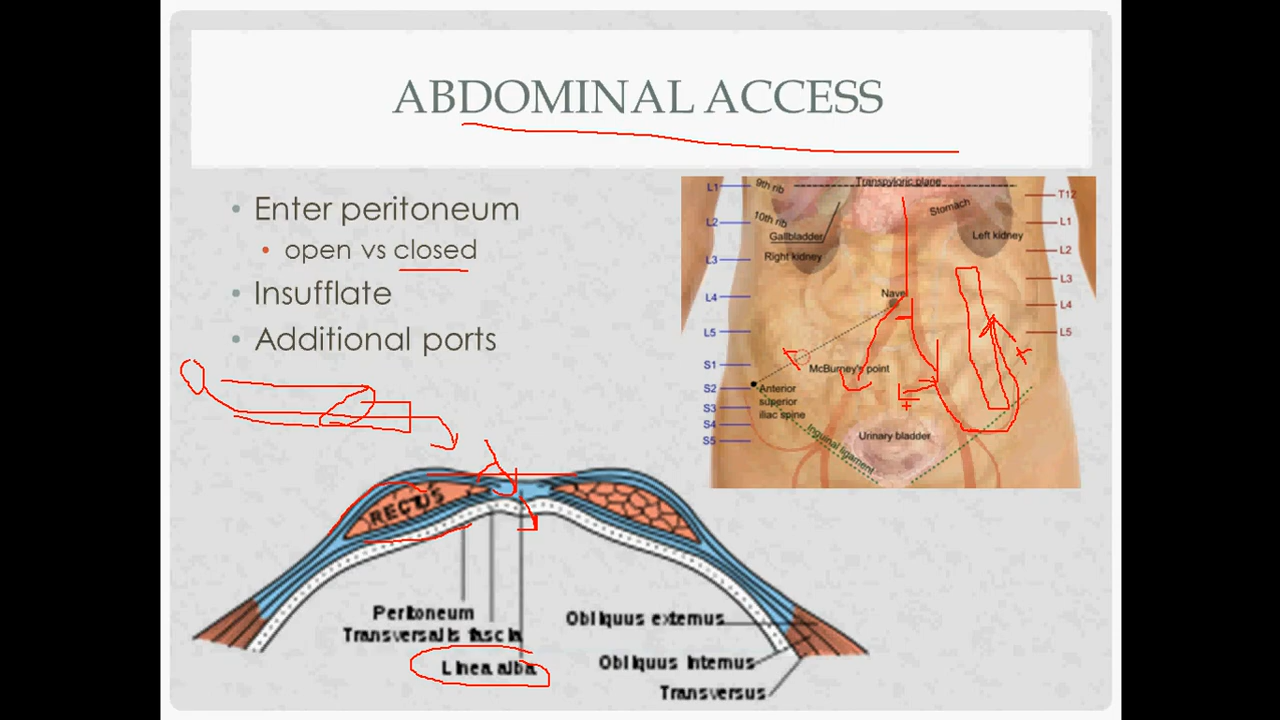 ABDOMINAL ACCESS
• Enter peritoneum
• open vs closed
• Insufflate
• Additional ports
L1
9th rib
Transpyloric plane
T12
L2
10th rib
Stomach
L1
Gallbladder
Left kidney
L3
Right kidney
L2
L3
L4
Navel
L4
L5
L5
S1
McBurney's point
S2
Anterior
superior
iliac spine
S3
S4
S5
Urinary bladder
Inguinal ligament
RECTUS
Peritoneum
Transversalis fascia
Linea alba
Obliquus externus
Obliquus internus
Transversus